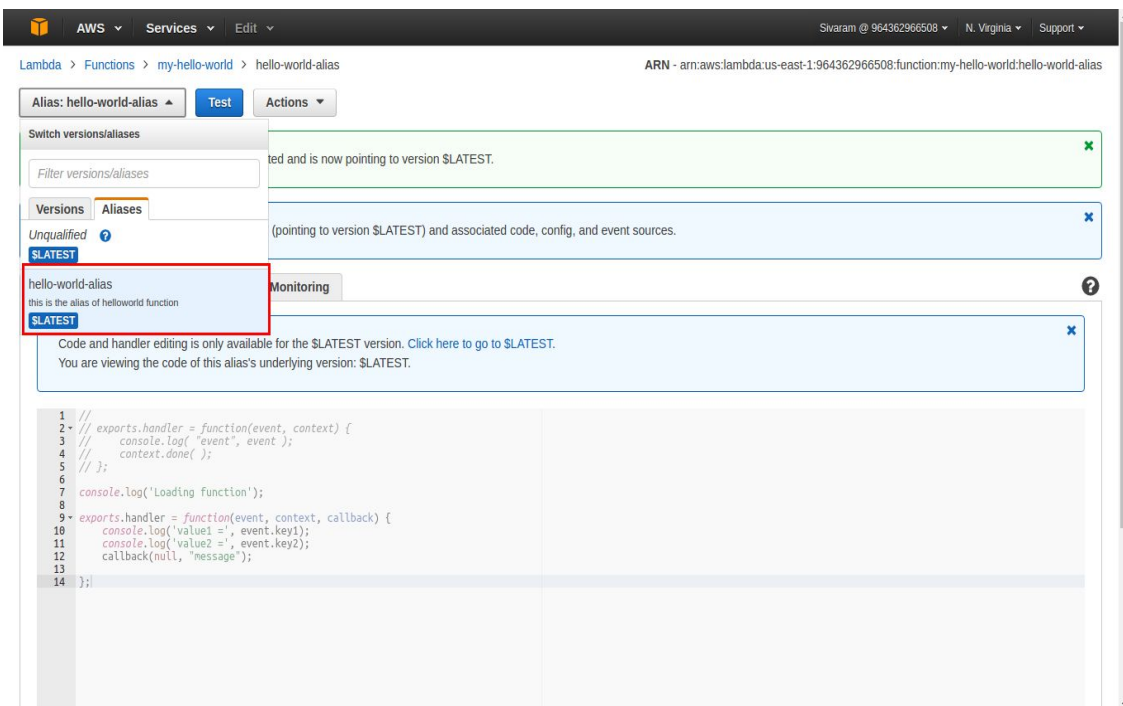 AWS Services Edit Sivaram @ 964362966508 N. Virginia Support
Lambda > Functions > my-hello-world > hello-world-alias ARN - arn:aws:lambda:us-east-1:964362966508:function:my-hello-world:hello-world-alias
Alias: hello-world-alias Test Actions
Switch versions/aliases
ted and is now pointing to version $LATEST.
Filter versions/aliases
Versions Aliases
Unqualified (pointing to version $LATEST) and associated code, config, and event sources.
$LATEST
hello-world-alias Monitoring
this is the alias of helloworld function
$LATEST
Code and handler editing is only available for the $LATEST version. Click here to go to $LATEST.
You are viewing the code of this alias's underlying version: $LATEST.
1 //
2 // exports.handler = function(event, context) {
3 //     console.log( "event", event );
4 //     context.done( );
5 // };
6
7 console.log('Loading function');
8
9 exports.handler = function(event, context, callback) {
10     console.log('value1 =', event.key1);
11     console.log('value2 =', event.key2);
12     callback(null, "message");
13
14 };